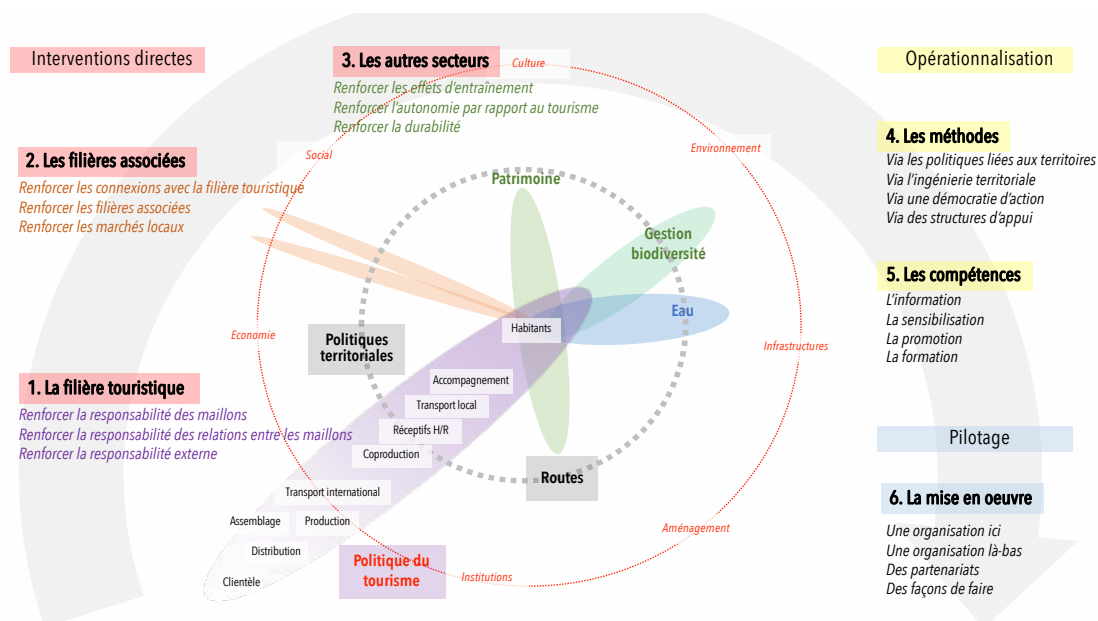 Interventions directes
3. Les autres secteurs
Culture
Renforcer les effets d'entraînement
Renforcer l'autonomie par rapport au tourisme
Renforcer la durabilité
Opérationnalisation
2. Les filières associées
Renforcer les connexions avec la filière touristique
Renforcer les filières associées
Renforcer les marchés locaux
Social
Environnement
4. Les méthodes
Via les politiques liées aux territoires
Via l'ingénierie territoriale
Via une démocratie d'action
Via des structures d'appui
Patrimoine
Gestion
biodiversité
Eau
Habitants
5. Les compétences
L'information
La sensibilisation
La promotion
La formation
Economie
Politiques
territoriales
Infrastructures
1. La filière touristique
Renforcer la responsabilité des maillons
Renforcer la responsabilité des relations entre les maillons
Renforcer la responsabilité externe
Accompagnement
Transport local
Réceptifs H/R
Coproduction
Routes
Transport international
Assemblage
Production
Distribution
Clientèle
Politique du
tourisme
Institutions
Aménagement
Pilotage
6. La mise en oeuvre
Une organisation ici
Une organisation là-bas
Des partenariats
Des façons de faire